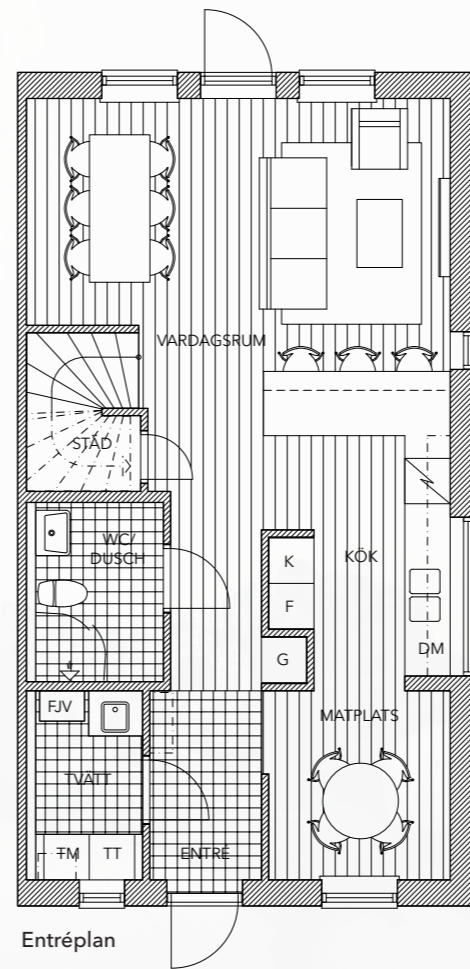 VARDAGSRUM
STÄD
WC/
DUSCH
K
F
KÖK
G
DM
FJV
MATPLATS
TVÄTT
TM
TT
ENTRÉ
Entréplan